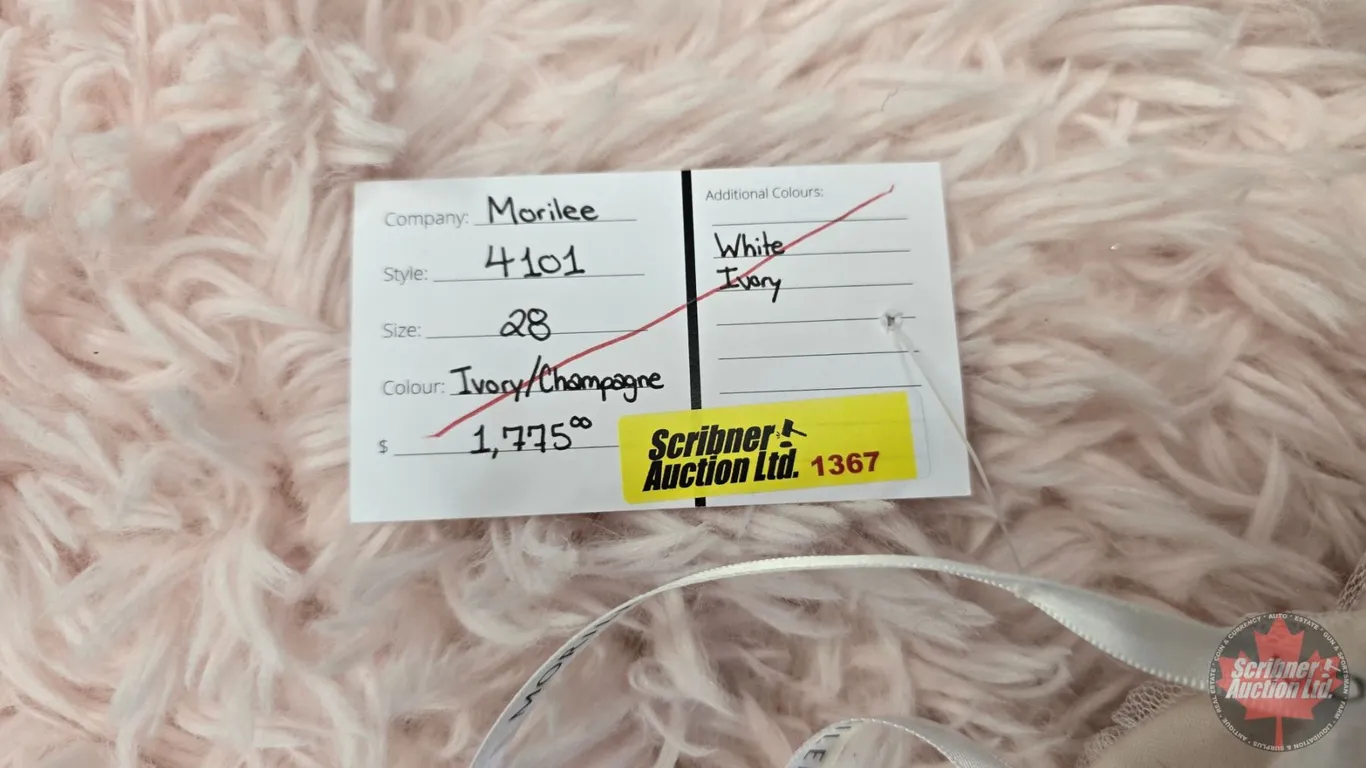 Company: Morilee
Style: 4101
Size: 28
Colour: Ivory/Champagne
$ 1,775⁰⁰
Additional Colours:
White
Ivory
Scribner
Auction Ltd. 1367
Scribner
Auction Ltd.